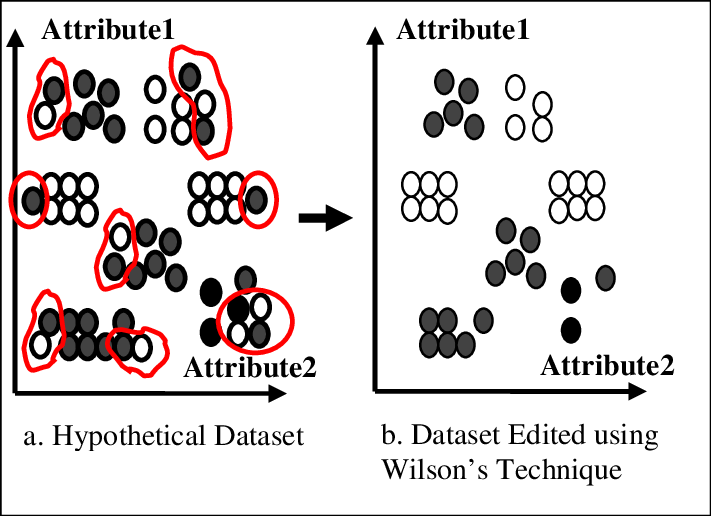 Attribute1
Attribute1
Attribute2
Attribute2
a. Hypothetical Dataset
b. Dataset Edited using
Wilson's Technique